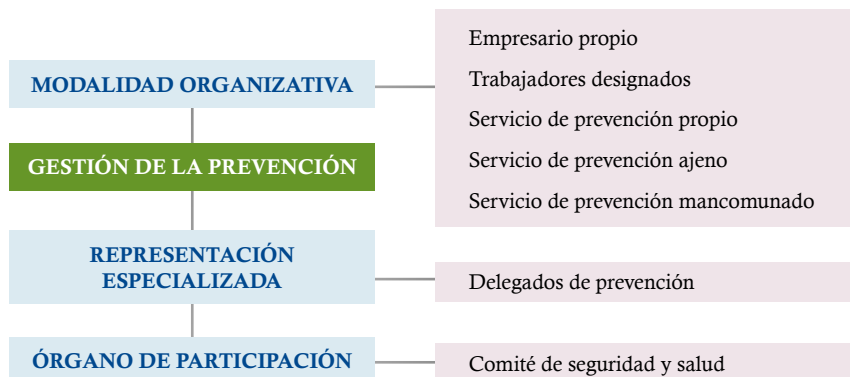 MODALIDAD ORGANIZATIVA
Empresario propio
Trabajadores designados
Servicio de prevención propio
Servicio de prevención ajeno
Servicio de prevención mancomunado
GESTIÓN DE LA PREVENCIÓN
REPRESENTACIÓN
ESPECIALIZADA
Delegados de prevención
ÓRGANO DE PARTICIPACIÓN
Comité de seguridad y salud